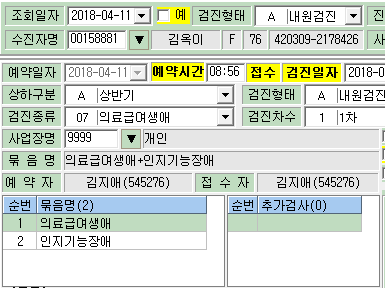 조회일자 2018-04-11 예 검진형태 A 내원검진 진
수진자명 00158881 김옥미 F 76 420309-2178426 사
예약일자 2018-04-11 예약시간 08:56 접수 검진일자 2018-04-11
상하구분 A 상반기 검진형태 A 내원검진
검진종류 07 의료급여생애 검진차수 1 1차
사업장명 9999 개인
묶 음 명 의료급여생애+인지기능장애
예 약 자 김지애(545276) 접 수 자 김지애(545276)
순번 묶음명(2) 순번 추가검사(0)
1 의료급여생애
2 인지기능장애